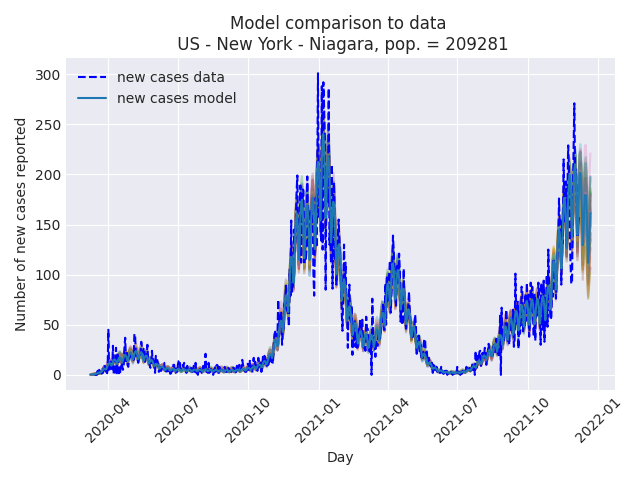 Model comparison to data
US - New York - Niagara, pop. = 209281
new cases data
new cases model
Number of new cases reported
300
250
200
150
100
50
0
2020-04
2020-07
2020-10
2021-01
2021-04
2021-07
2021-10
2022-01
Day